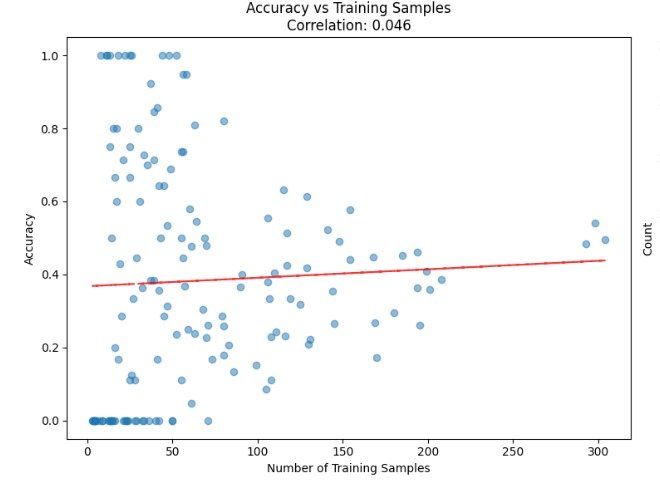 Accuracy vs Training Samples
Correlation: 0.046
Accuracy
1.0
0.8
0.6
0.4
0.2
0.0
0
50
100
150
200
250
300
Number of Training Samples
Count